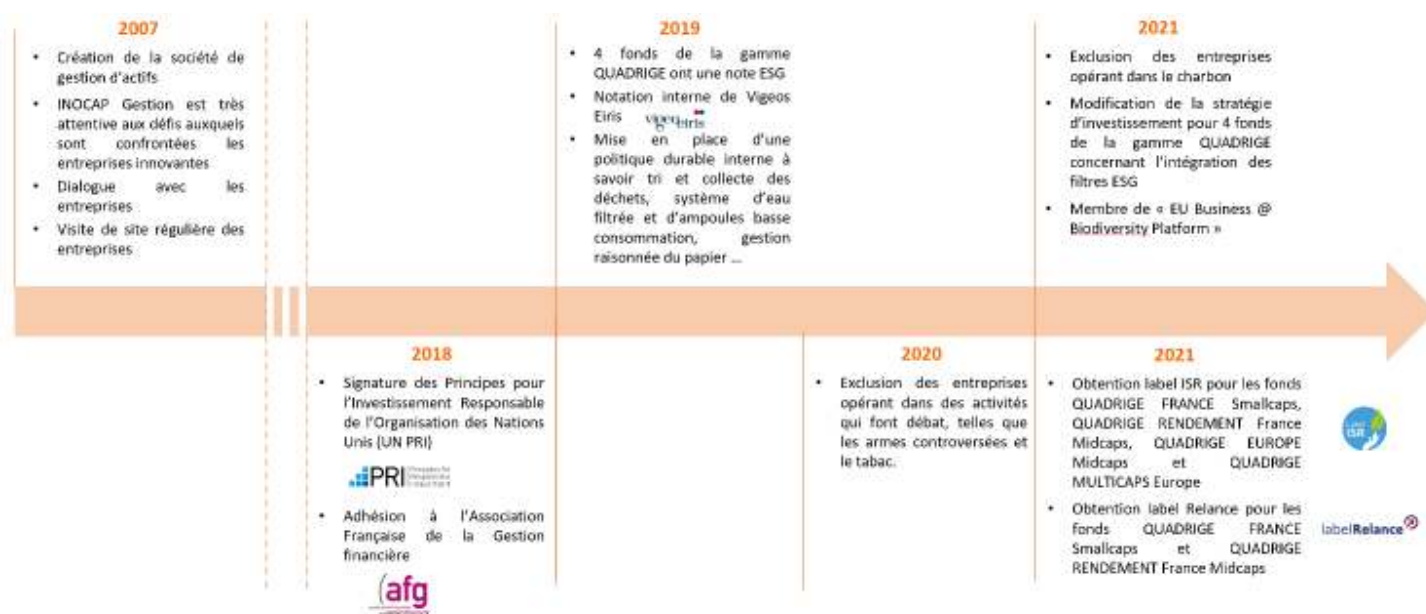 2007
• Création de la société de
gestion d'actifs
• INOCAP Gestion est très
attentive aux défis auxquels
sont confrontées les
entreprises innovantes
• Dialogue avec les
entreprises
• Visite de site régulière des
entreprises
2018
• Signature des Principes pour
l'Investissement Responsable
de l'Organisation des Nations
Unis (UN PRI)
PRI
• Adhésion à l'Association
Française de la Gestion
financière
afg
2019
• 4 fonds de la gamme
QUADRIGE ont une note ESG
• Notation interne de Vigeos
Eiris vigeo eiris
• Mise en place d'une
politique durable interne à
savoir tri et collecte des
déchets, système d'eau
filtrée et d'ampoules basse
consommation, gestion
raisonnée du papier ...
2020
• Exclusion des entreprises
opérant dans des activités
qui font débat, telles que
les armes controversées et
le tabac.
2021
• Exclusion des entreprises
opérant dans le charbon
• Modification de la stratégie
d'investissement pour 4 fonds
de la gamme QUADRIGE
concernant l'intégration des
filtres ESG
• Membre de « EU Business @
Biodiversity Platform »
2021
• Obtention label ISR pour les fonds
QUADRIGE FRANCE Smallcaps,
QUADRIGE RENDEMENT France
Midcaps, QUADRIGE EUROPE
Midcaps et QUADRIGE
MULTICAPS Europe
ISR
• Obtention label Relance pour les
fonds QUADRIGE FRANCE
Smallcaps et QUADRIGE
RENDEMENT France Midcaps
labelRelance